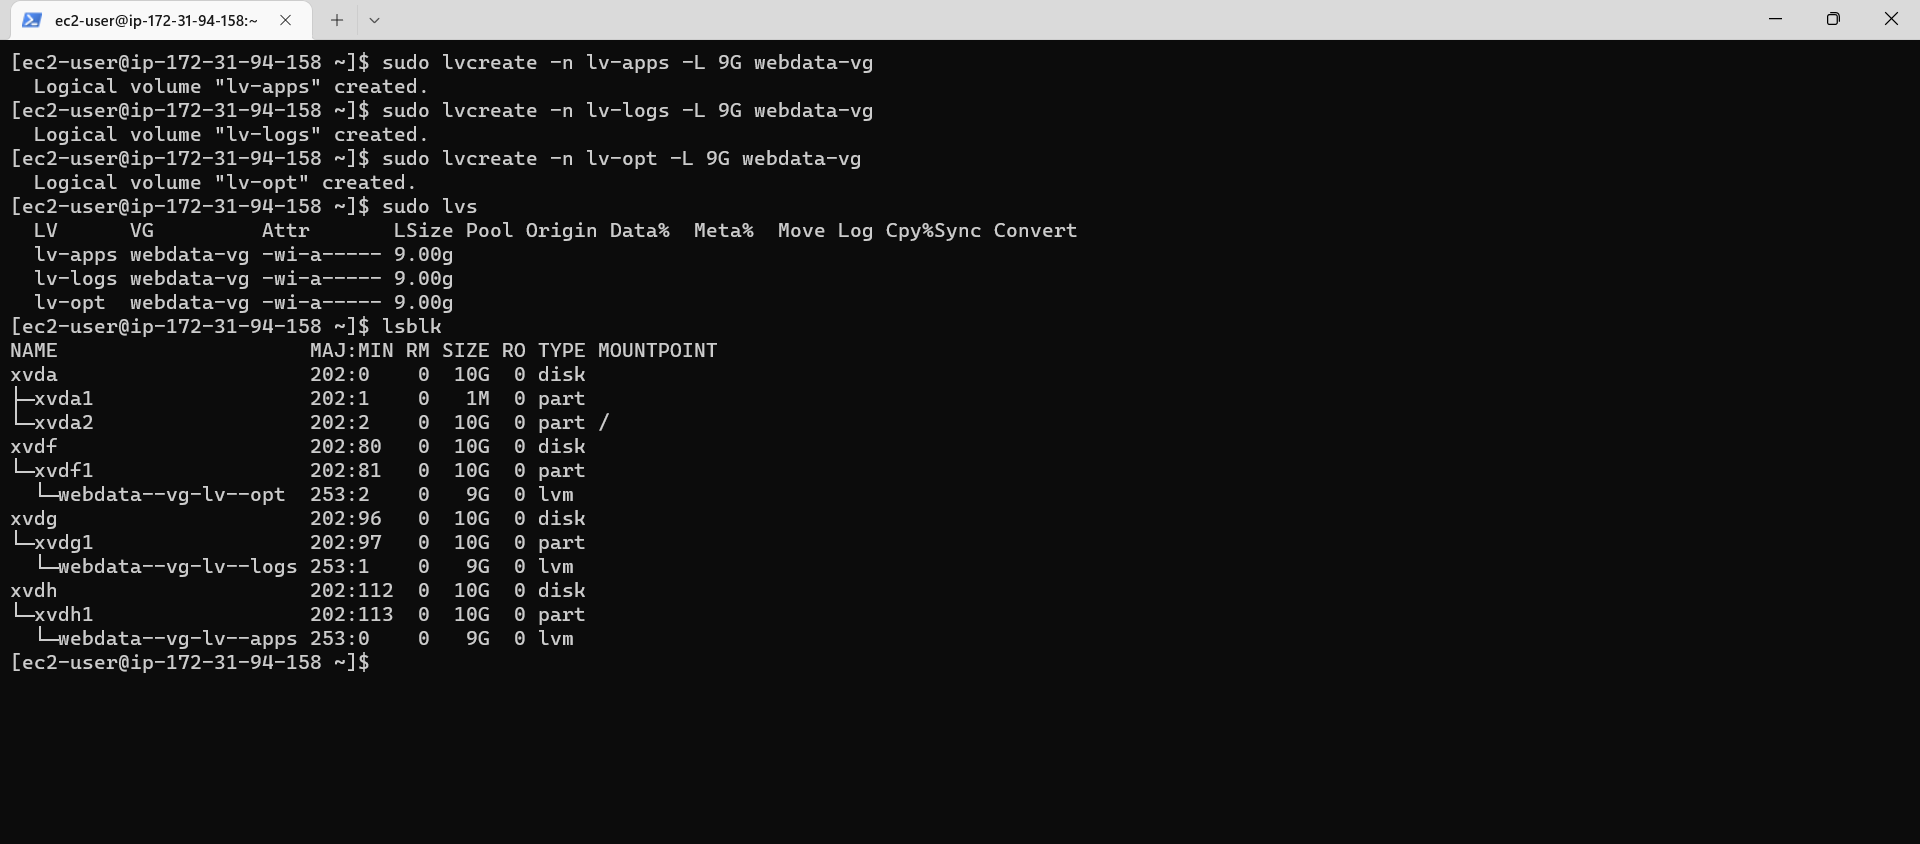 ec2-user@ip-172-31-94-158:~
[ec2-user@ip-172-31-94-158 ~]$ sudo lvcreate -n lv-apps -L 9G webdata-vg
  Logical volume "lv-apps" created.
[ec2-user@ip-172-31-94-158 ~]$ sudo lvcreate -n lv-logs -L 9G webdata-vg
  Logical volume "lv-logs" created.
[ec2-user@ip-172-31-94-158 ~]$ sudo lvcreate -n lv-opt -L 9G webdata-vg
  Logical volume "lv-opt" created.
[ec2-user@ip-172-31-94-158 ~]$ sudo lvs
  LV      VG         Attr       LSize Pool Origin Data%  Meta%  Move Log Cpy%Sync Convert
  lv-apps webdata-vg -wi-a----- 9.00g
  lv-logs webdata-vg -wi-a----- 9.00g
  lv-opt  webdata-vg -wi-a----- 9.00g
[ec2-user@ip-172-31-94-158 ~]$ lsblk
NAME                     MAJ:MIN RM SIZE RO TYPE MOUNTPOINT
xvda                     202:0    0  10G  0 disk
├─xvda1                  202:1    0   1M  0 part
└─xvda2                  202:2    0  10G  0 part /
xvdf                     202:80   0  10G  0 disk
└─xvdf1                  202:81   0  10G  0 part
  └─webdata--vg-lv--opt  253:2    0   9G  0 lvm
xvdg                     202:96   0  10G  0 disk
└─xvdg1                  202:97   0  10G  0 part
  └─webdata--vg-lv--logs 253:1    0   9G  0 lvm
xvdh                     202:112  0  10G  0 disk
└─xvdh1                  202:113  0  10G  0 part
  └─webdata--vg-lv--apps 253:0    0   9G  0 lvm
[ec2-user@ip-172-31-94-158 ~]$